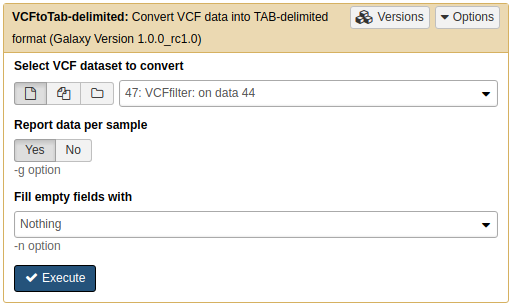 VCFtoTab-delimited: Convert VCF data into TAB-delimited
format (Galaxy Version 1.0.0_rc1.0)
Versions
Options
Select VCF dataset to convert
47: VCFfilter: on data 44
Report data per sample
Yes No
-g option
Fill empty fields with
Nothing
-n option
Execute